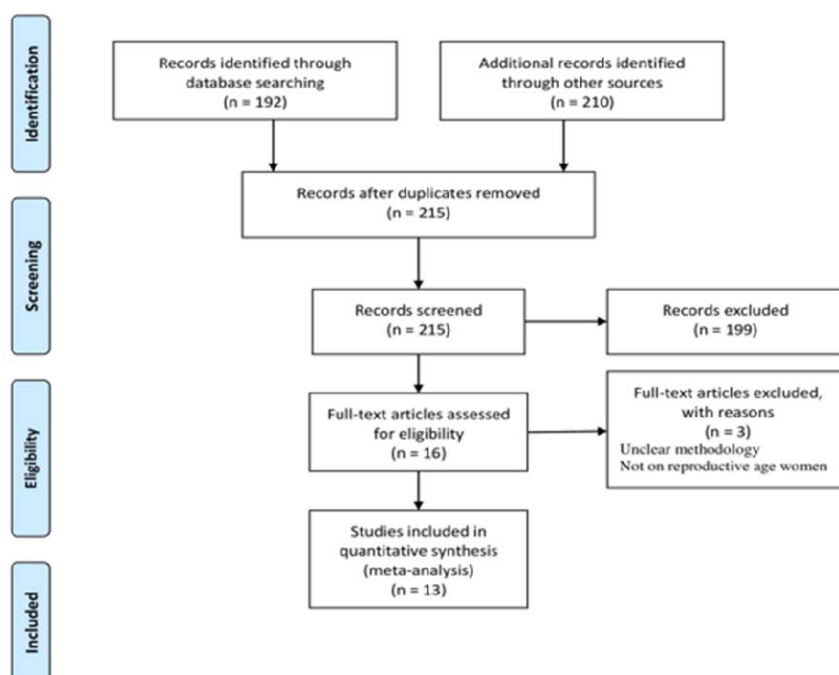 Identification
Records identified through
database searching
(n = 192)
Additional records identified
through other sources
(n = 210)
Records after duplicates removed
(n = 215)
Screening
Records screened
(n = 215)
Records excluded
(n = 199)
Eligibility
Full-text articles assessed
for eligibility
(n = 16)
Full-text articles excluded,
with reasons
(n = 3)
Unclear methodology
Not on reproductive age women
Studies included in
quantitative synthesis
(meta-analysis)
(n = 13)
Included